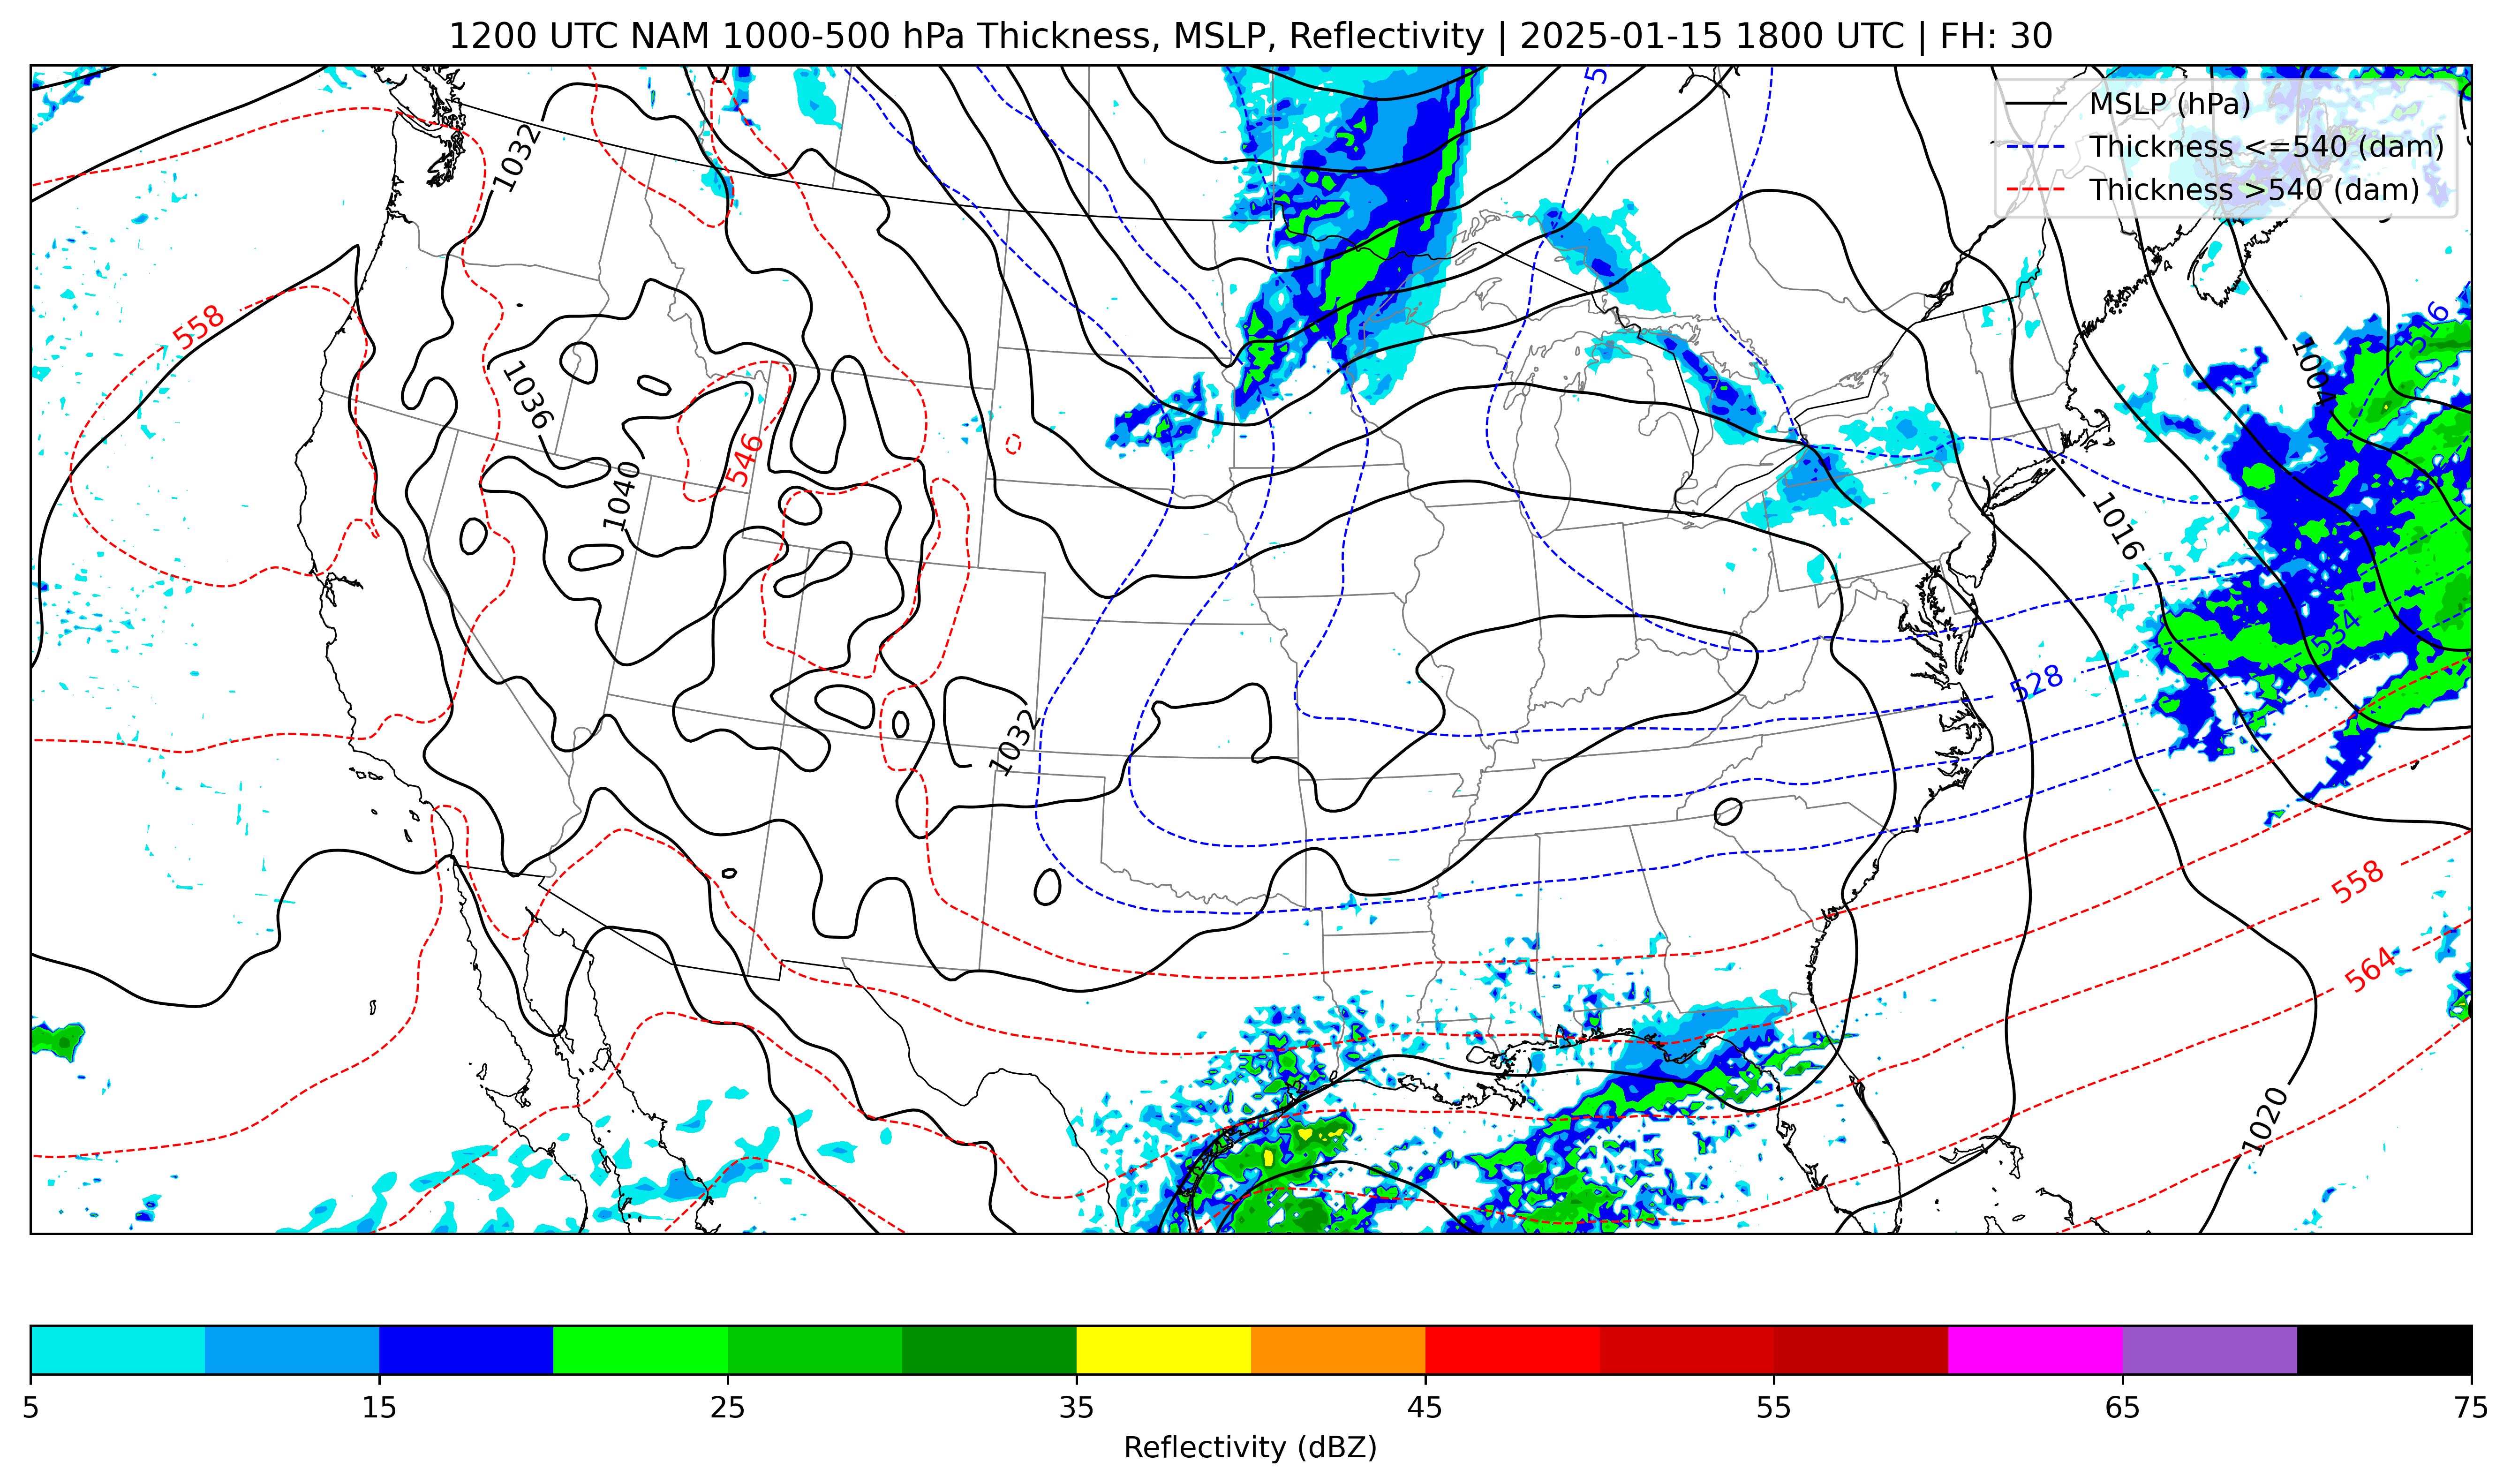 1200 UTC NAM 1000-500 hPa Thickness, MSLP, Reflectivity | 2025-01-15 1800 UTC | FH: 30
MSLP (hPa)
Thickness <=540 (dam)
Thickness >540 (dam)
1032
558
516
1004
1036
546
1040
1016
534
528
1032
558
564
1020
5 15 25 35 45 55 65 75
Reflectivity (dBZ)